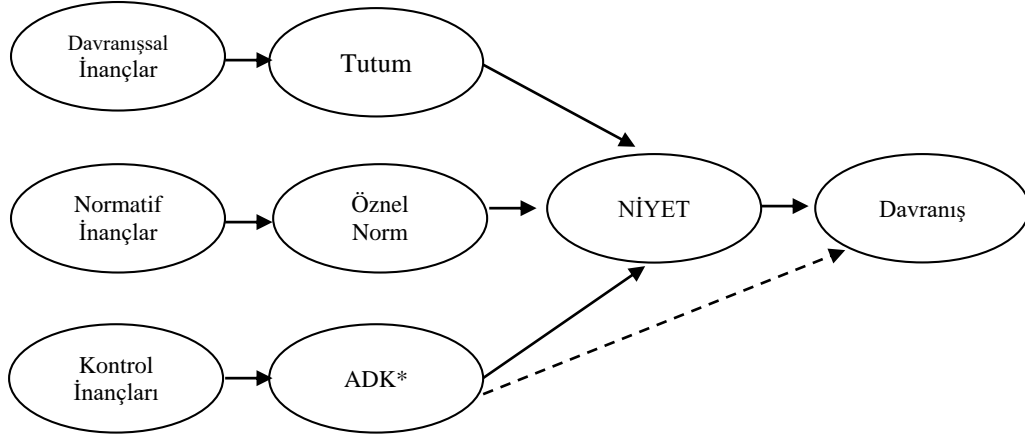 Davranışsal
İnançlar
Tutum
Normatif
İnançlar
Öznel
Norm
NİYET
Davranış
Kontrol
İnançları
ADK*